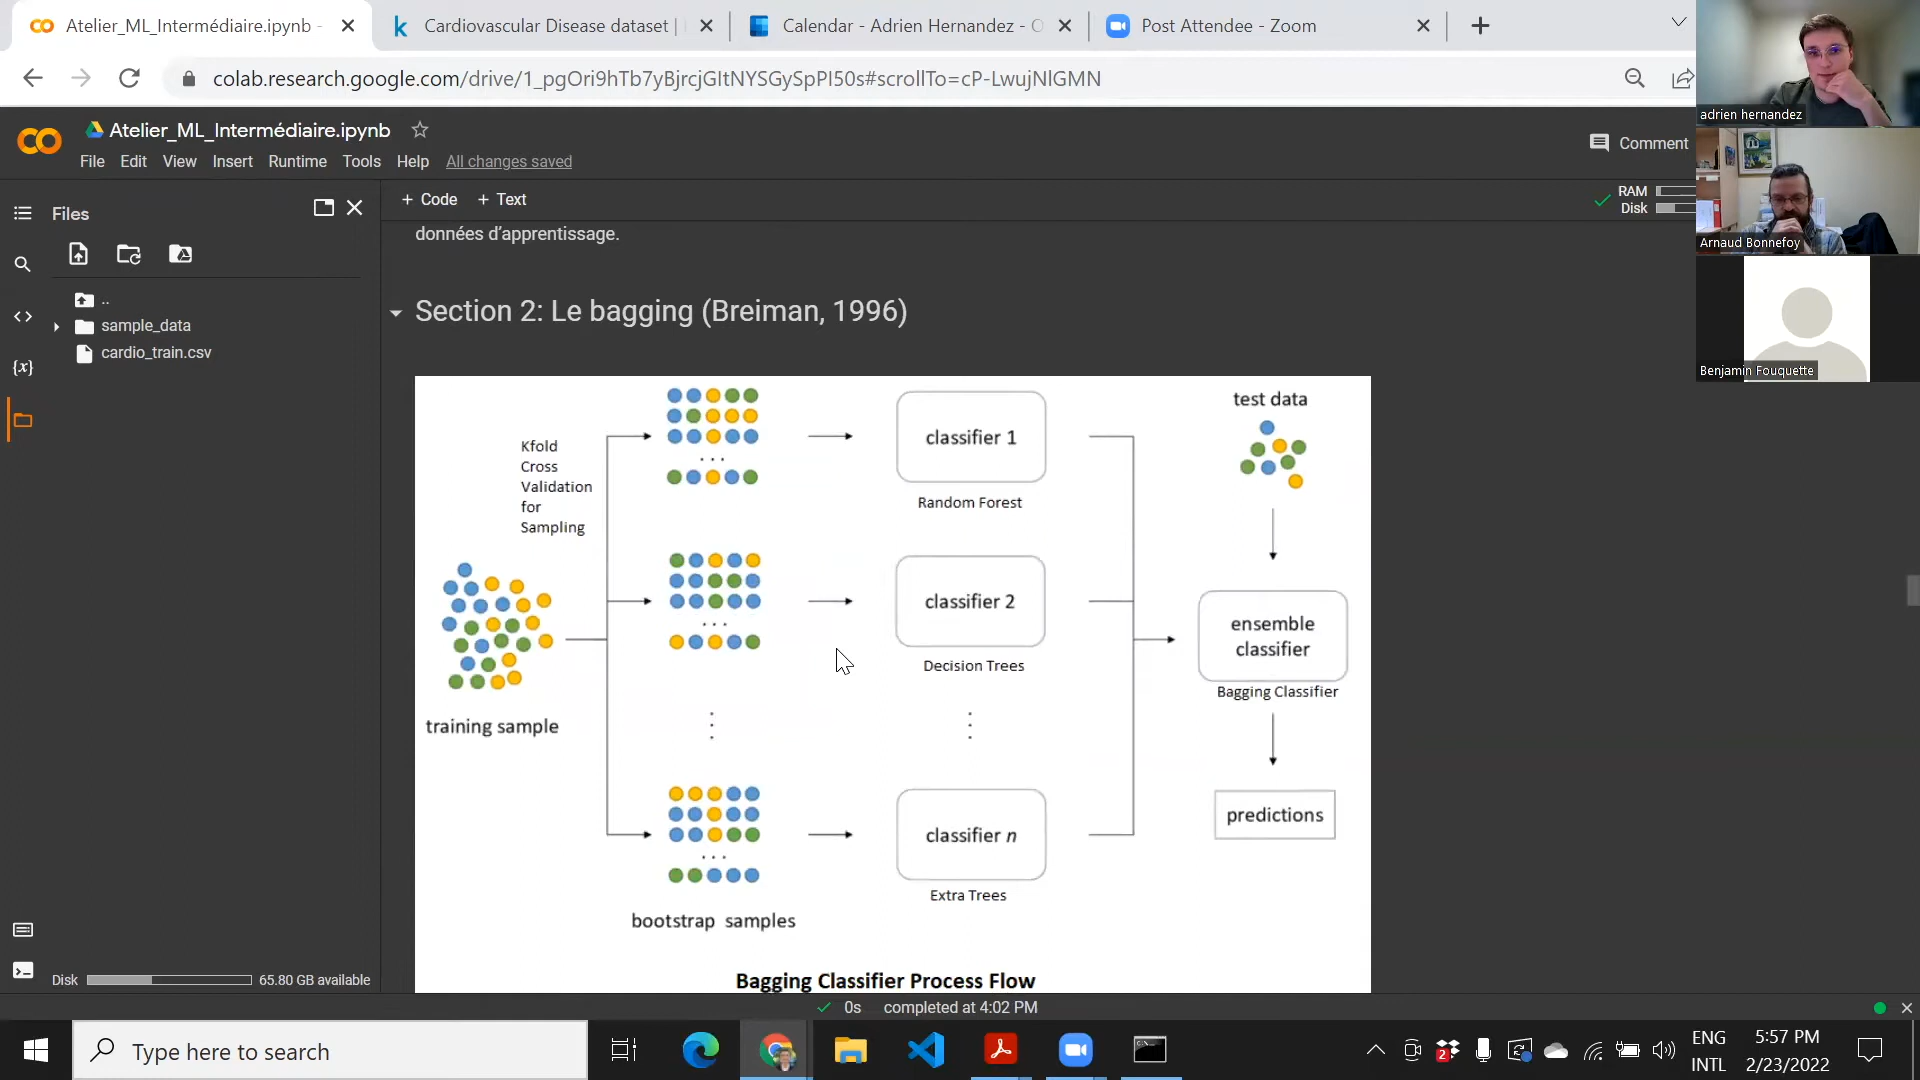 Atelier_ML_Intermédiaire.ipynb -
Cardiovascular Disease dataset |
Calendar - Adrien Hernandez - O
Post Attendee - Zoom
colab.research.google.com/drive/1_pgOri9hTb7yBjrcjGItNYSGySpPI50s#scrollTo=cP-LwujNlGMN
Atelier_ML_Intermédiaire.ipynb
File Edit View Insert Runtime Tools Help All changes saved
Comment
adrien hernandez
Arnaud Bonnefoy
Benjamin Fouquette
Files
+ Code + Text
RAM
Disk
..
sample_data
cardio_train.csv
{x}
données d’apprentissage.
Section 2: Le bagging (Breiman, 1996)
Kfold
Cross
Validation
for
Sampling
training sample
bootstrap samples
classifier 1
Random Forest
classifier 2
Decision Trees
classifier n
Extra Trees
test data
ensemble
classifier
Bagging Classifier
predictions
Bagging Classifier Process Flow
Disk 65.80 GB available
0s completed at 4:02 PM
Type here to search
2
ENG
INTL
5:57 PM
2/23/2022